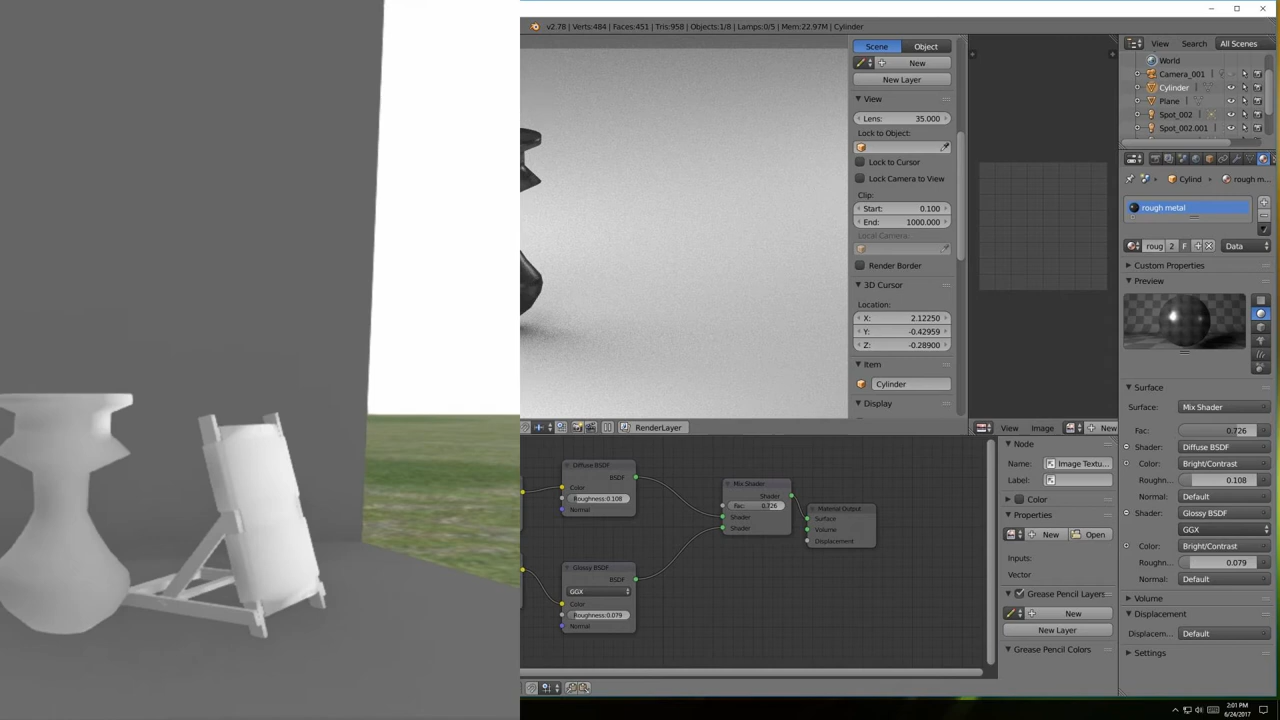 v2.78 | Verts:484 | Faces:451 | Tris:958 | Objects:1/8 | Lamps:0/5 | Mem:22.97M | Cylinder
Scene
Object
New
New Layer
View
Lens:
35.000
Lock to Object:
Lock to Cursor
Lock Camera to View
Clip:
Start:
0.100
End:
1000.000
Local Camera:
Render Border
3D Cursor
Location:
X:
2.12250
Y:
-0.42959
Z:
-0.28900
Item
Cylinder
Display
RenderLayer
View
Image
New
View
Search
All Scenes
World
Camera_001
Cylinder
Plane
Spot_002
Spot_002.001
Cylind
rough m...
rough metal
roug
2
F
Data
Custom Properties
Preview
Surface
Surface:
Mix Shader
Fac:
0.726
Shader:
Diffuse BSDF
Color:
Bright/Contrast
Roughn...
0.108
Normal:
Default
Shader:
Glossy BSDF
GGX
Color:
Bright/Contrast
Roughn...
0.079
Normal:
Default
Volume
Displacement
Displacem...
Default
Settings
Diffuse BSDF
BSDF
Color
Roughness:0.108
Normal
Glossy BSDF
BSDF
GGX
Color
Roughness:0.079
Normal
Mix Shader
Shader
Fac:
0.726
Shader
Shader
Material Output
Surface
Volume
Displacement
Node
Name:
Image Textu...
Label:
Color
Properties
New
Open
Inputs:
Vector
Grease Pencil Layers
New
New Layer
Grease Pencil Colors
2:01 PM
6/24/2017